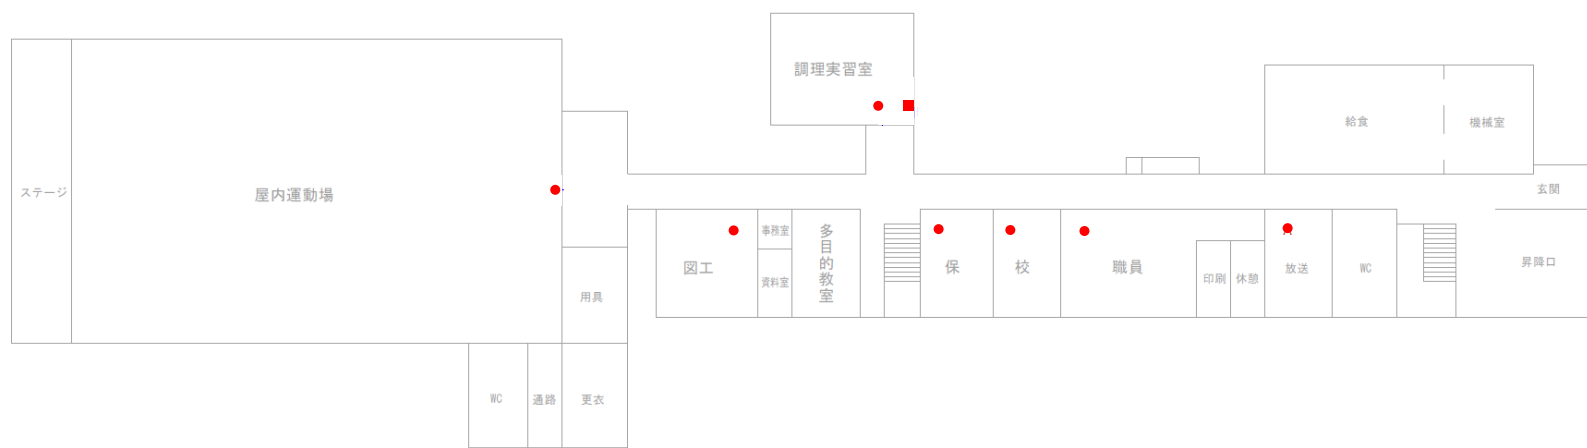 調理実習室
給食
機械室
ステージ
屋内運動場
玄関
図工
事務室
資料室
多目的教室
保
校
職員
印刷
休憩
放送
WC
昇降口
用具
WC
通路
更衣